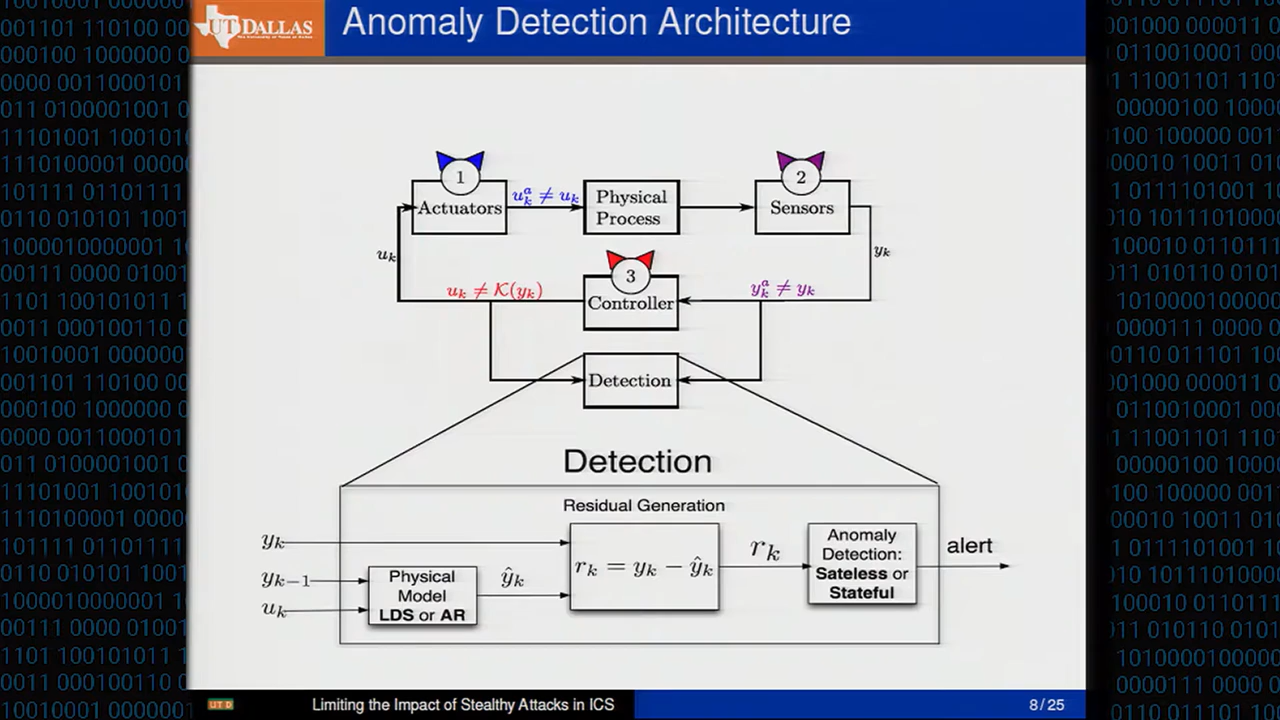 UT DALLAS
Anomaly Detection Architecture
1
2
Actuators
u_k^a ≠ u_k
Physical
Process
Sensors
u_k
y_k
3
u_k ≠ K(y_k)
Controller
y_k^a ≠ y_k
Detection
Detection
Residual Generation
y_k
y_{k-1}
u_k
Physical
Model
LDS or AR
ŷ_k
r_k = y_k − ŷ_k
r_k
Anomaly
Detection:
Sateless or
Stateful
alert
UT D
Limiting the Impact of Stealthy Attacks in ICS
8 / 25